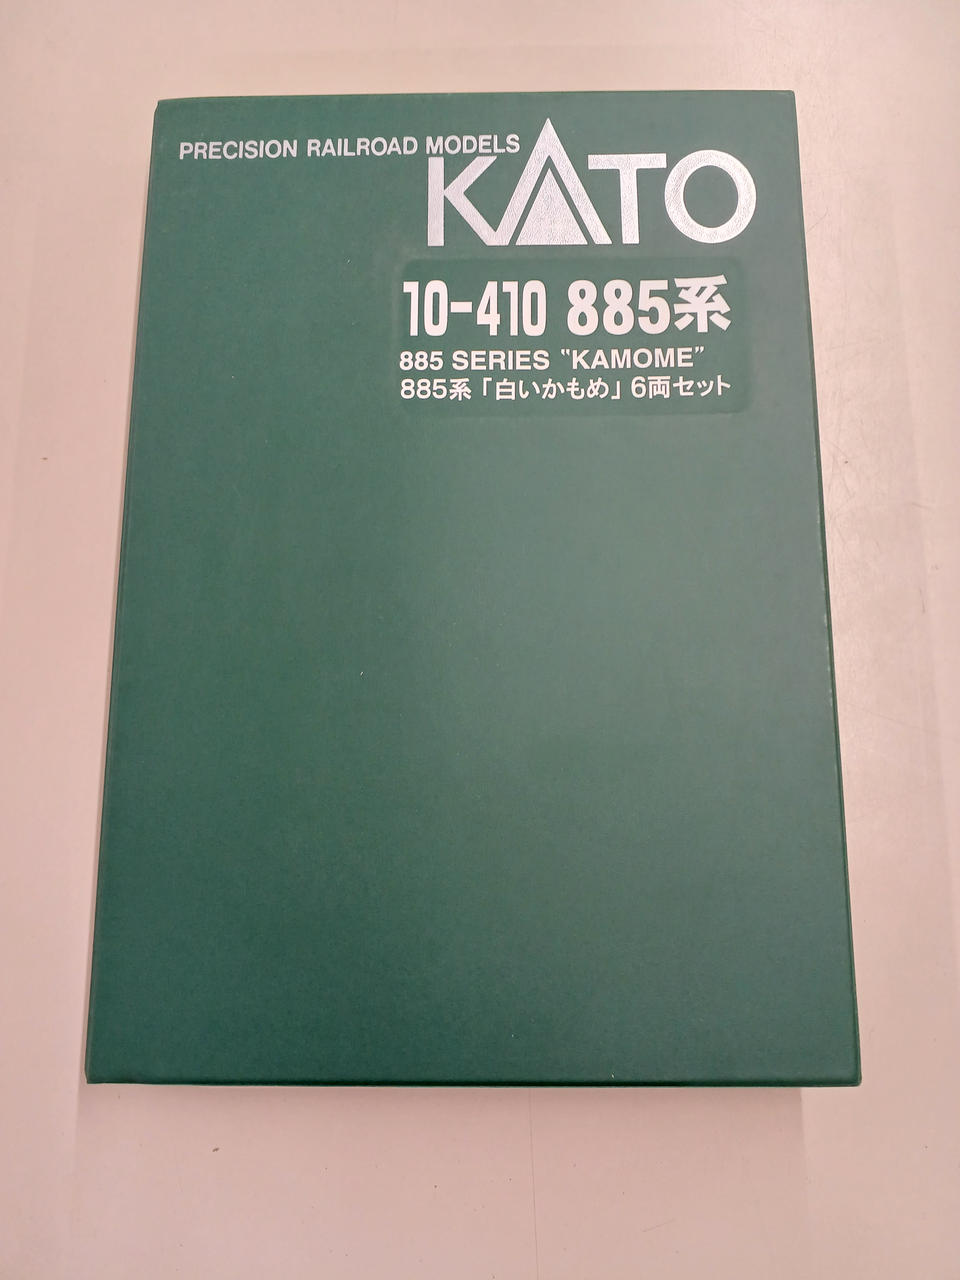 PRECISION RAILROAD MODELS
KATO
10-410 885系
885 SERIES "KAMOME"
885系「白いかもめ」6両セット